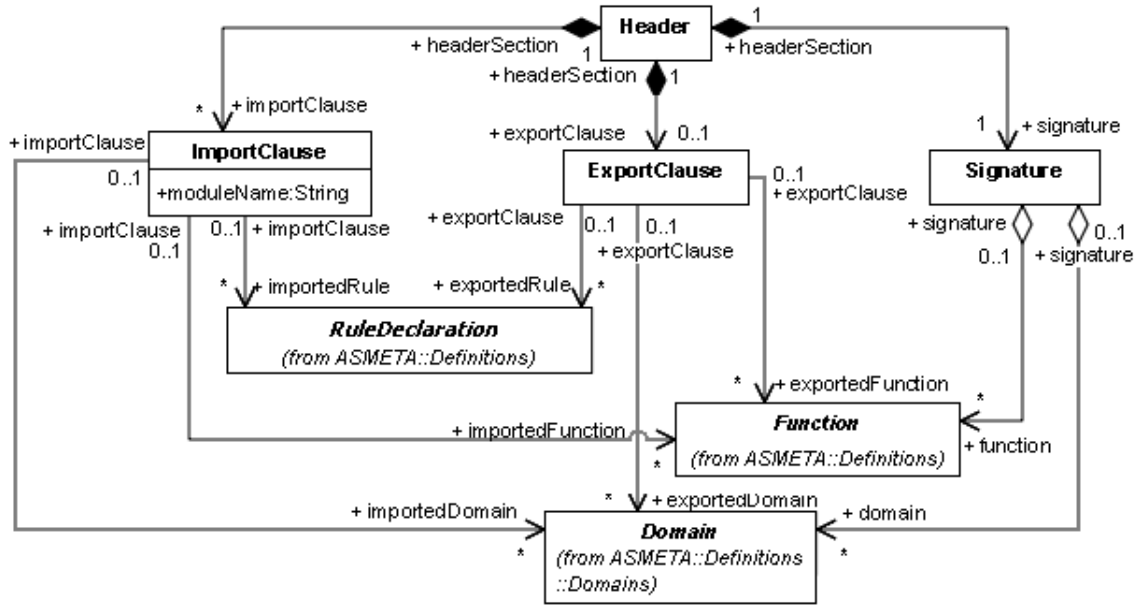 Header
1
1
+ headerSection
+ headerSection
1
+ headerSection
1
* + importClause
+ exportClause 0..1
1 + signature
+ importClause
0..1
ImportClause
+moduleName:String
ExportClause
0..1
+ exportClause
Signature
+ importClause
0..1
0..1 + importClause
+ exportClause 0..1
0..1
+ exportClause
+ signature
0..1
0..1
+ signature
* + importedRule
+ exportedRule *
RuleDeclaration
(from ASMETA::Definitions)
* + exportedFunction
*
Function
(from ASMETA::Definitions)
+ importedFunction
*
+ function
* + exportedDomain
+ importedDomain
*
+ domain
*
Domain
(from ASMETA::Definitions
::Domains)